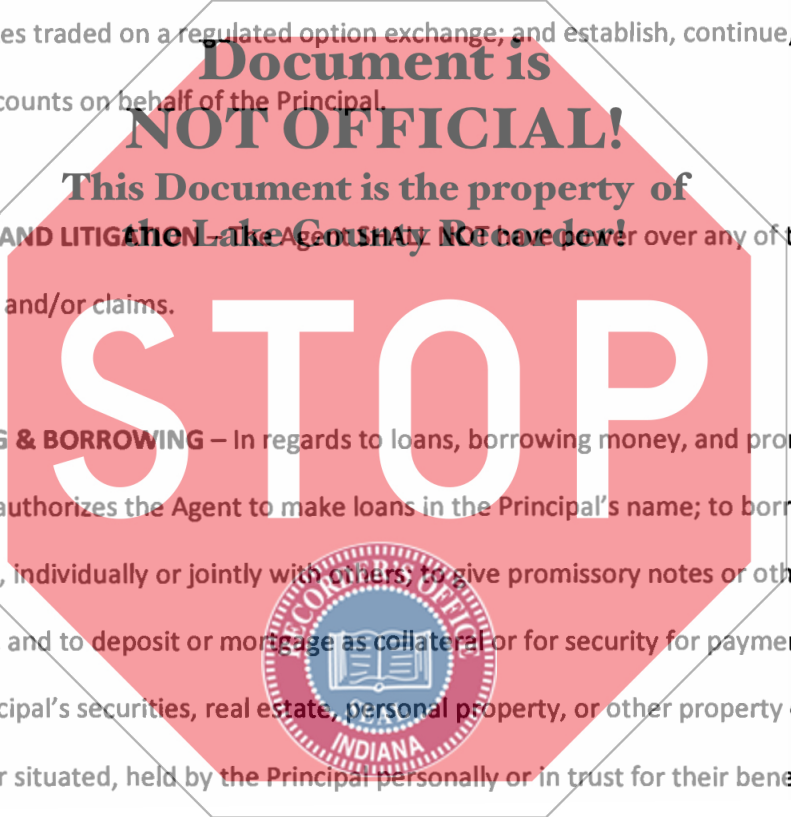 es traded on a regulated option exchange; and establish, continue,
Document is
counts on behalf of the Principal.
NOT OFFICIAL!
This Document is the property of
the Lake County Recorder!
AND LITIGATION – The Agent SHALL NOT have power over any of t
and/or claims.
STOP
G & BORROWING – In regards to loans, borrowing money, and pro
authorizes the Agent to make loans in the Principal's name; to borr
, individually or jointly with others; to give promissory notes or oth
RECORDER'S OFFICE
and to deposit or mortgage as collateral or for security for payme
cipal's securities, real estate, personal property, or other property
INDIANA
r situated, held by the Principal personally or in trust for their bene